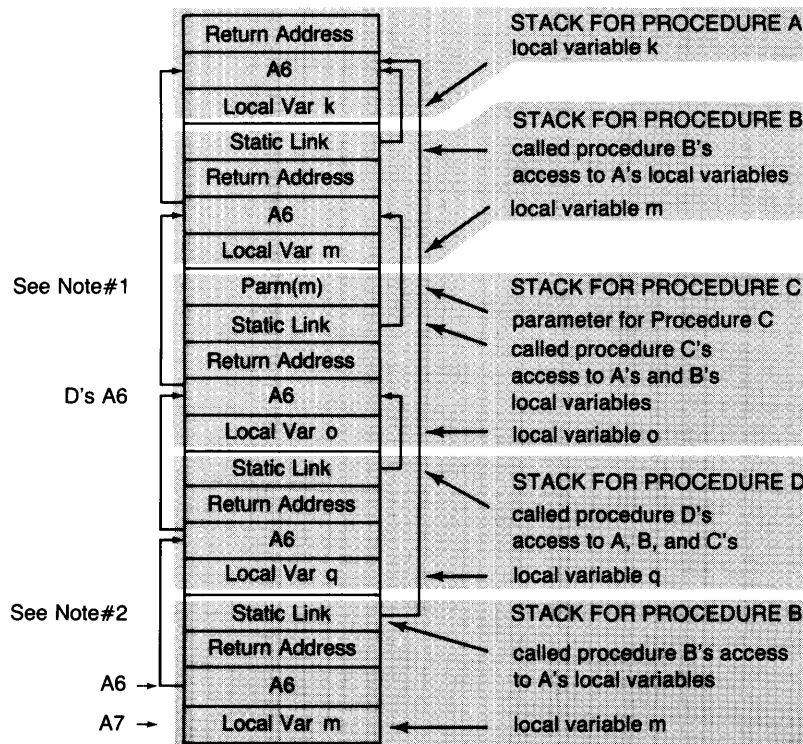 Return Address
A6
Local Var k
Static Link
Return Address
A6
Local Var m
Parm(m)
Static Link
Return Address
A6
Local Var o
Static Link
Return Address
A6
Local Var q
Static Link
Return Address
A6
Local Var m
See Note#1
D's A6
See Note#2
A6
A7
STACK FOR PROCEDURE A
local variable k
STACK FOR PROCEDURE B
called procedure B's
access to A's local variables
local variable m
STACK FOR PROCEDURE C
parameter for Procedure C
called procedure C's
access to A's and B's
local variables
local variable o
STACK FOR PROCEDURE D
called procedure D's
access to A, B, and C's
local variable q
STACK FOR PROCEDURE B
called procedure B's access
to A's local variables
local variable m